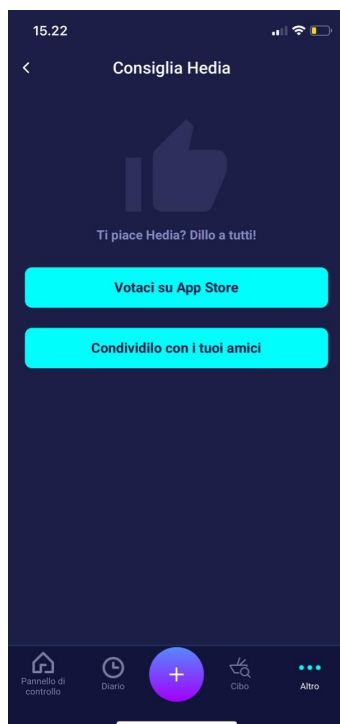 15.22
Consiglia Hedia
Ti piace Hedia? Dillo a tutti!
Votaci su App Store
Condividilo con i tuoi amici
Pannello di
controllo
Diario
Cibo
Altro